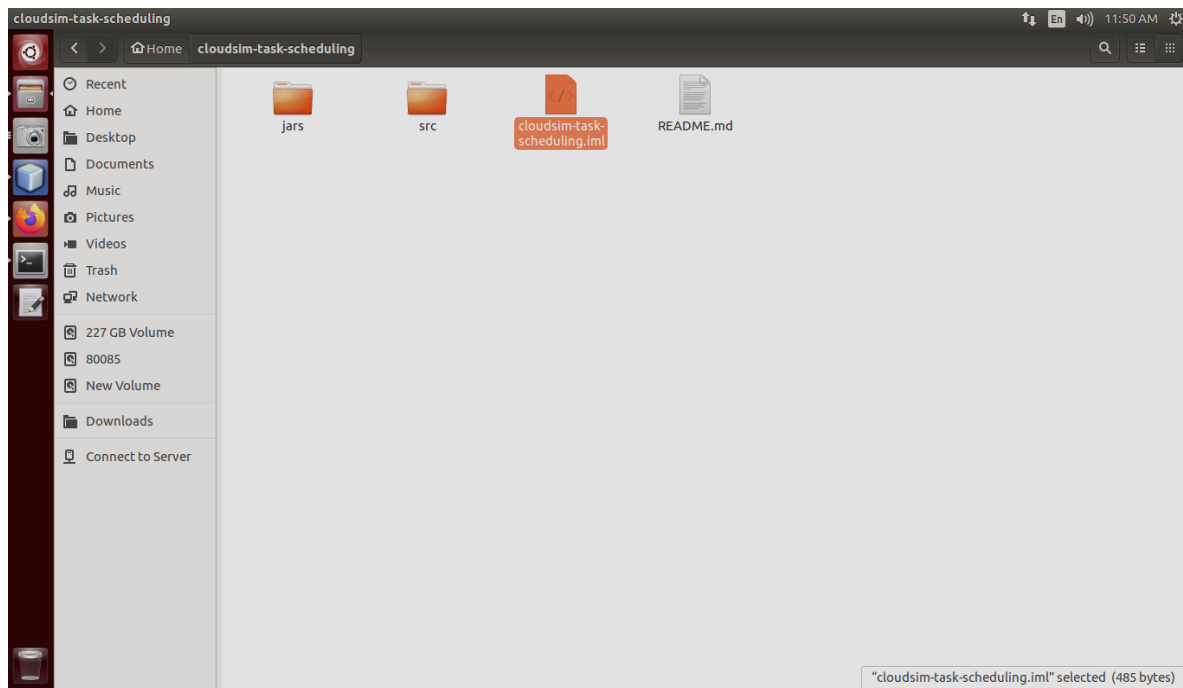 cloudsim-task-scheduling
En
11:50 AM
Home cloudsim-task-scheduling
Recent
Home
Desktop
Documents
Music
Pictures
Videos
Trash
Network
227 GB Volume
80085
New Volume
Downloads
Connect to Server
jars
src
cloudsim-task-
scheduling.iml
README.md
"cloudsim-task-scheduling.iml" selected (485 bytes)